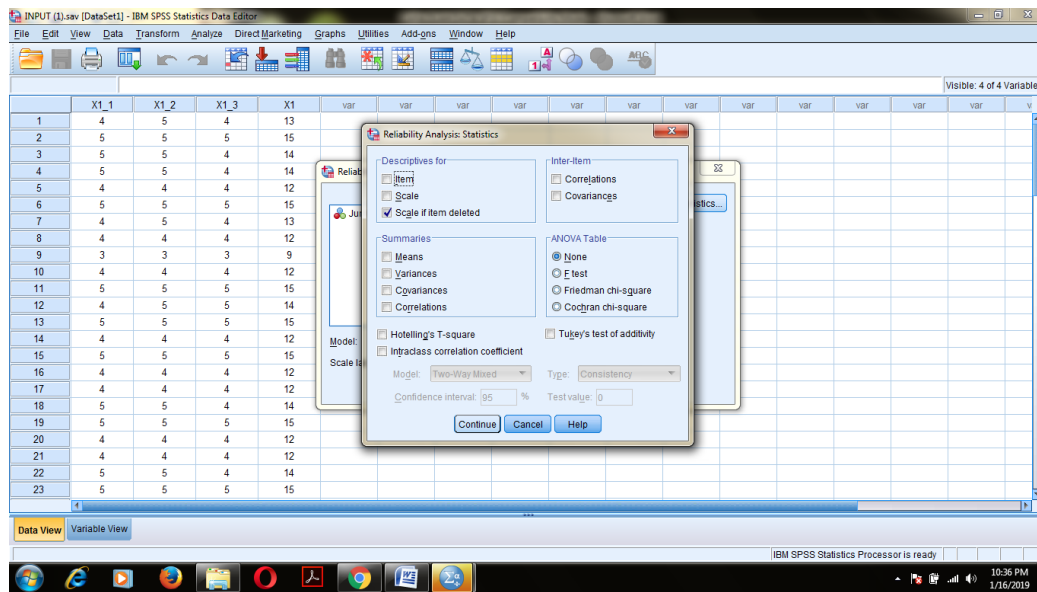 INPUT (1).sav [DataSet1] - IBM SPSS Statistics Data Editor
File Edit View Data Transform Analyze Direct Marketing Graphs Utilities Add-ons Window Help
Visible: 4 of 4 Variable
X1_1 X1_2 X1_3 X1 var var var var var var var var var var var var v
1 4 5 4 13
2 5 5 5 15
3 5 5 4 14
4 5 5 4 14
5 4 4 4 12
6 5 5 5 15
7 4 5 4 13
8 4 4 4 12
9 3 3 3 9
10 4 4 4 12
11 5 5 5 15
12 4 5 5 14
13 5 5 5 15
14 4 4 4 12
15 5 5 5 15
16 4 4 4 12
17 4 4 4 12
18 5 5 4 14
19 5 5 5 15
20 4 4 4 12
21 4 4 4 12
22 5 5 4 14
23 5 5 5 15
Reliab
Ju
istics...
Model:
Scale la
Reliability Analysis: Statistics
Descriptives for
Item
Scale
Scale if item deleted
Inter-Item
Correlations
Covariances
Summaries
Means
Variances
Covariances
Correlations
ANOVA Table
None
F test
Friedman chi-square
Cochran chi-square
Hotelling's T-square
Tukey's test of additivity
Intraclass correlation coefficient
Model: Two-Way Mixed Type: Consistency
Confidence interval: 95 % Test value: 0
Continue Cancel Help
Data View Variable View
IBM SPSS Statistics Processor is ready
10:36 PM
1/16/2019